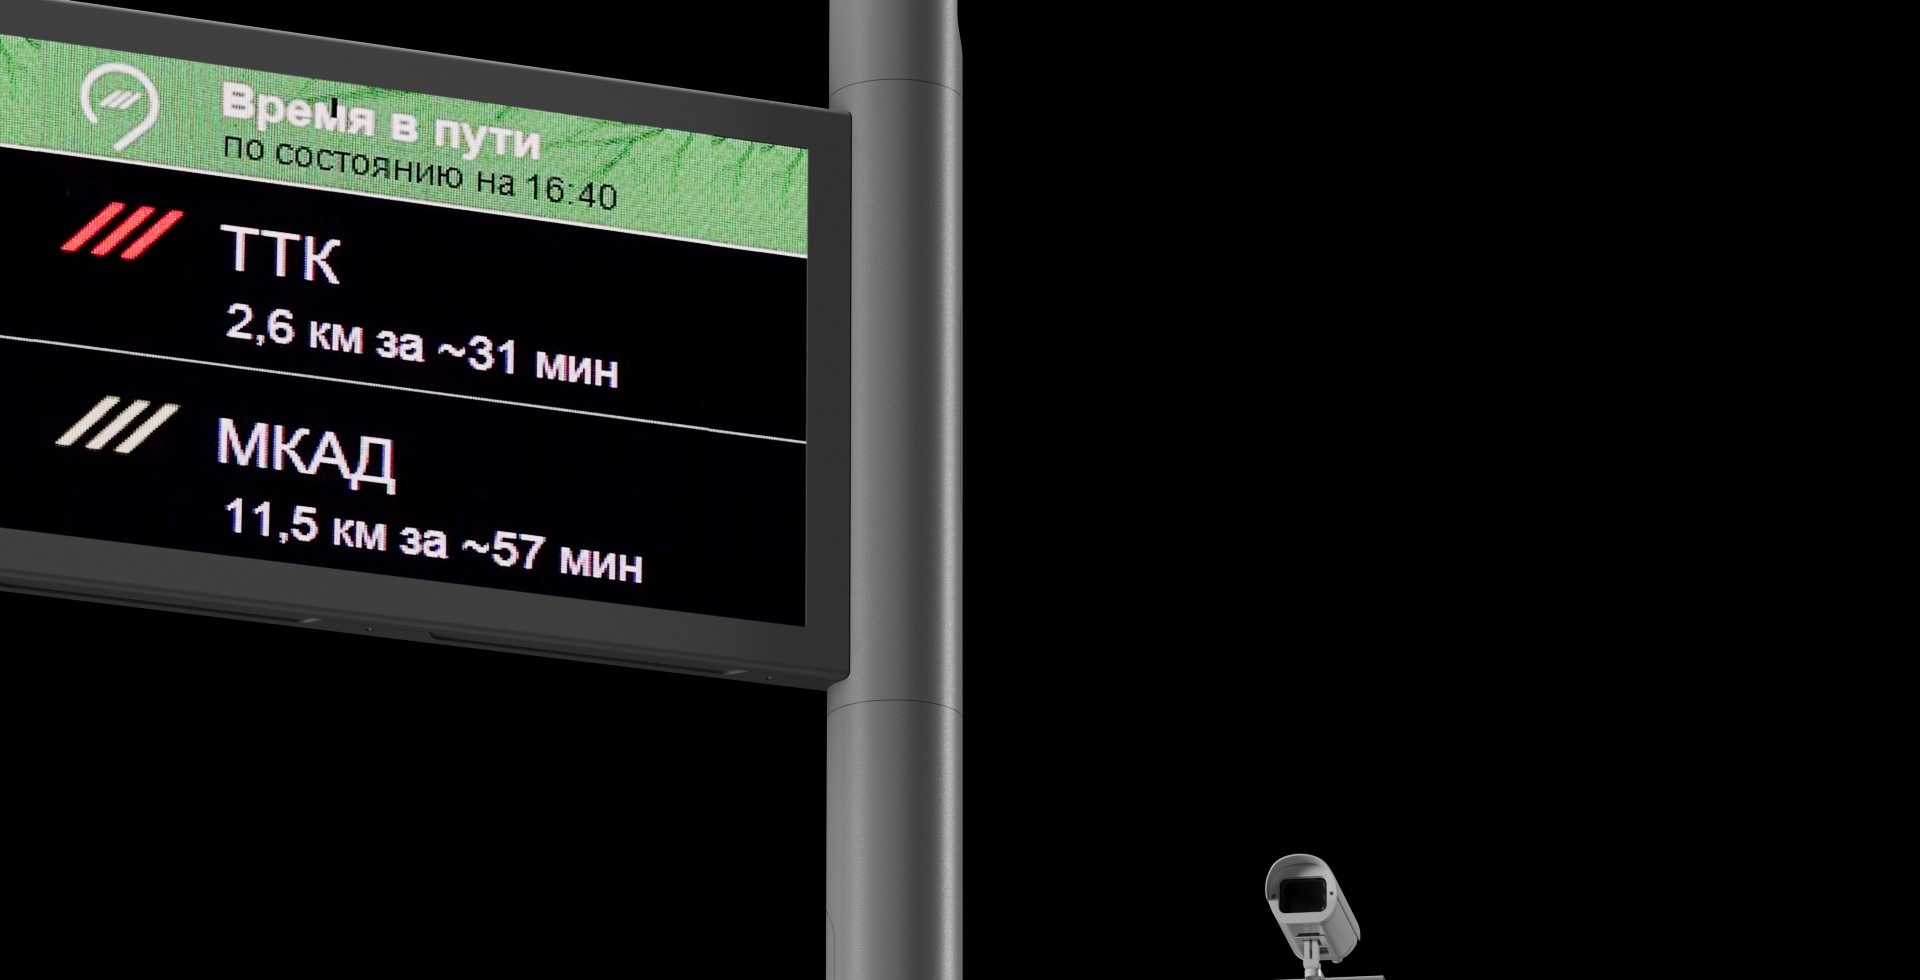 Время в пути
по состоянию на 16:40
ТТК
2,6 км за ~31 мин
МКАД
11,5 км за ~57 мин